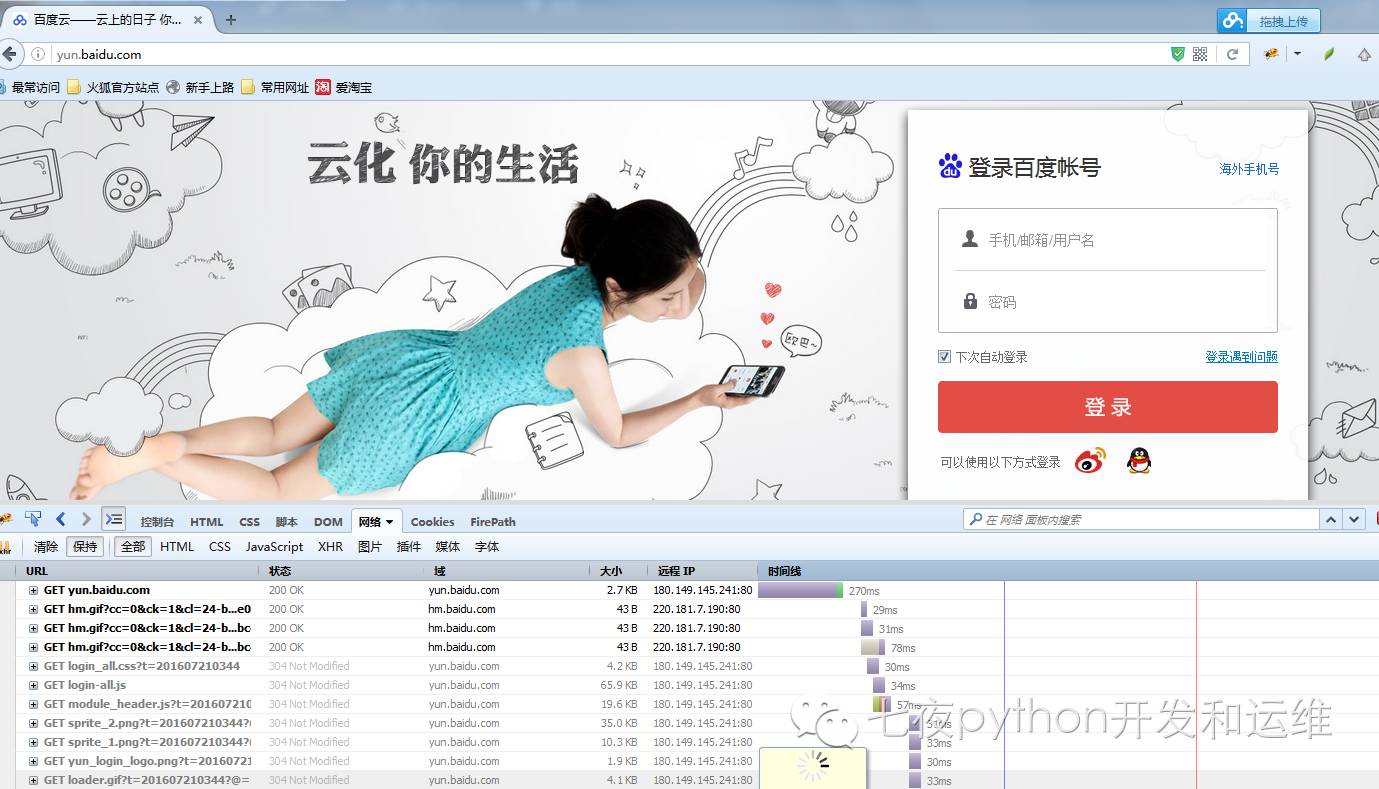 百度云——云上的日子 你...
拖拽上传
yun.baidu.com
最常访问 火狐官方站点 新手上路 常用网址 淘 爱淘宝
云化 你的生活
欧巴~
du 登录百度帐号 海外手机号
手机/邮箱/用户名
密码
下次自动登录 登录遇到问题
登录
可以使用以下方式登录
控制台 HTML CSS 脚本 DOM 网络 Cookies FirePath 在 网络 面板内搜索
xhr 清除 保持 全部 HTML CSS JavaScript XHR 图片 插件 媒体 字体
URL 状态 域 大小 远程 IP 时间线
GET yun.baidu.com 200 OK yun.baidu.com 2.7 KB 180.149.145.241:80 270ms
GET hm.gif?cc=0&ck=1&cl=24-b...e0 200 OK hm.baidu.com 43 B 220.181.7.190:80 29ms
GET hm.gif?cc=0&ck=1&cl=24-b...bc 200 OK hm.baidu.com 43 B 220.181.7.190:80 31ms
GET hm.gif?cc=0&ck=1&cl=24-b...bc 200 OK hm.baidu.com 43 B 220.181.7.190:80 78ms
GET login_all.css?t=201607210344 304 Not Modified yun.baidu.com 4.2 KB 180.149.145.241:80 30ms
GET login-all.js 304 Not Modified yun.baidu.com 65.9 KB 180.149.145.241:80 34ms
GET module_header.js?t=20160721 304 Not Modified yun.baidu.com 19.6 KB 180.149.145.241:80 57ms
GET sprite_2.png?t=201607210344? 304 Not Modified yun.baidu.com 35.0 KB 180.149.145.241:80 31ms
GET sprite_1.png?t=201607210344? 304 Not Modified yun.baidu.com 10.3 KB 180.149.145.241:80 33ms
GET yun_login_logo.png?t=201607 304 Not Modified yun.baidu.com 1.9 KB 180.149.145.241:80 30ms
GET loader.gif?t=201607210344?@= 304 Not Modified yun.baidu.com 4.1 KB 180.149.145.241:80 33ms
七夜python开发和运维